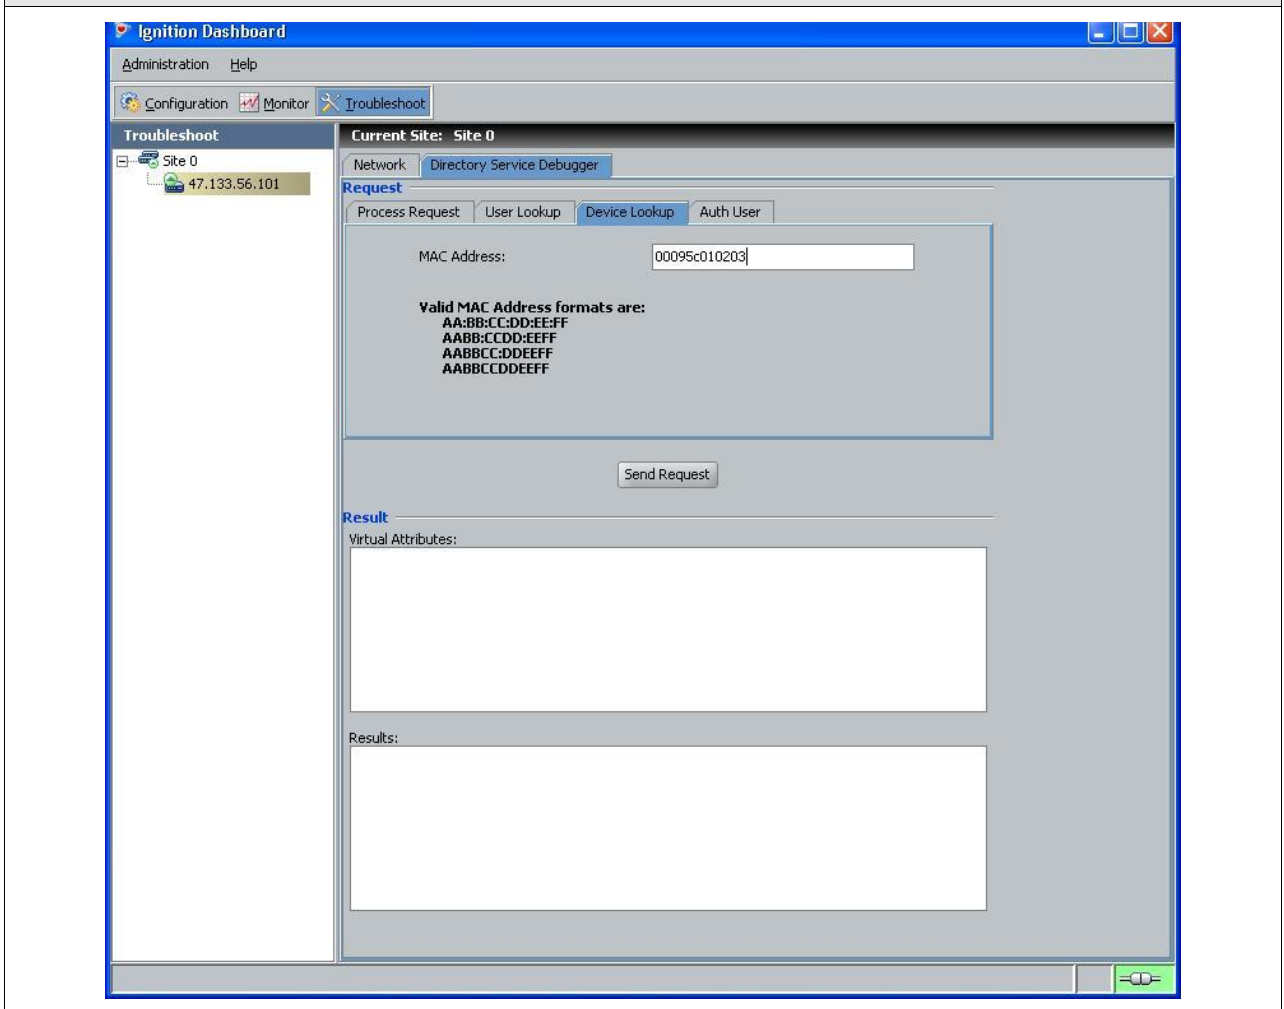 Ignition Dashboard
Administration Help
Configuration Monitor Troubleshoot
Troubleshoot
Site 0
47.133.56.101
Current Site: Site 0
Network Directory Service Debugger
Request
Process Request User Lookup Device Lookup Auth User
MAC Address: 00095c010203
Valid MAC Address formats are:
AA:BB:CC:DD:EE:FF
AABB:CCDD:EEFF
AABBCC:DDEEFF
AABBCCDDEEFF
Send Request
Result
Virtual Attributes:
Results: